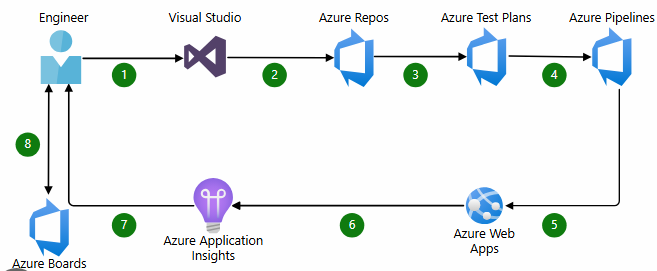 Engineer
Visual Studio
Azure Repos
Azure Test Plans
Azure Pipelines
1
2
3
4
8
7
6
5
Azure Application
Insights
Azure Web
Apps
Azure Boards